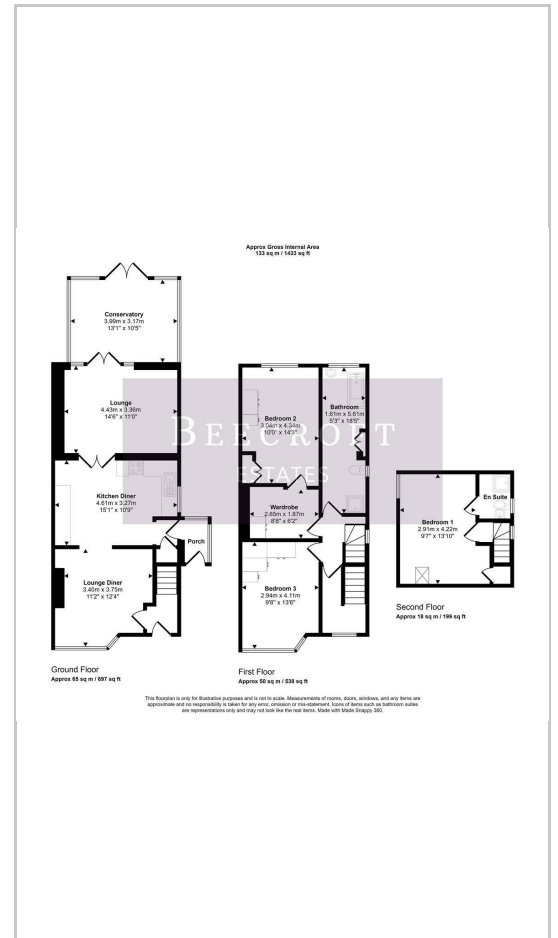 Approx Gross Internal Area
133 sq m / 1433 sq ft
Conservatory
3.99m x 3.17m
13'1" x 10'5"
Lounge
4.43m x 3.36m
14'6" x 11'0"
Kitchen Diner
4.61m x 3.27m
15'1" x 10'9"
Porch
Lounge Diner
3.40m x 3.75m
11'2" x 12'4"
Ground Floor
Approx 65 sq m / 697 sq ft
Bedroom 2
3.04m x 4.34m
10'0" x 14'3"
Bathroom
1.61m x 5.61m
5'3" x 18'5"
Wardrobe
2.65m x 1.87m
8'8" x 6'2"
Bedroom 3
2.94m x 4.11m
9'8" x 13'6"
First Floor
Approx 50 sq m / 538 sq ft
En Suite
Bedroom 1
2.91m x 4.22m
9'7" x 13'10"
Second Floor
Approx 18 sq m / 199 sq ft
BEECROFT
ESTATES
This floorplan is only for illustrative purposes and is not to scale. Measurements of rooms, doors, windows, and any items are
approximate and no responsibility is taken for any error, omission or mis-statement. Icons of items such as bathroom suites
are representations only and may not look like the real items. Made with Made Snappy 360.